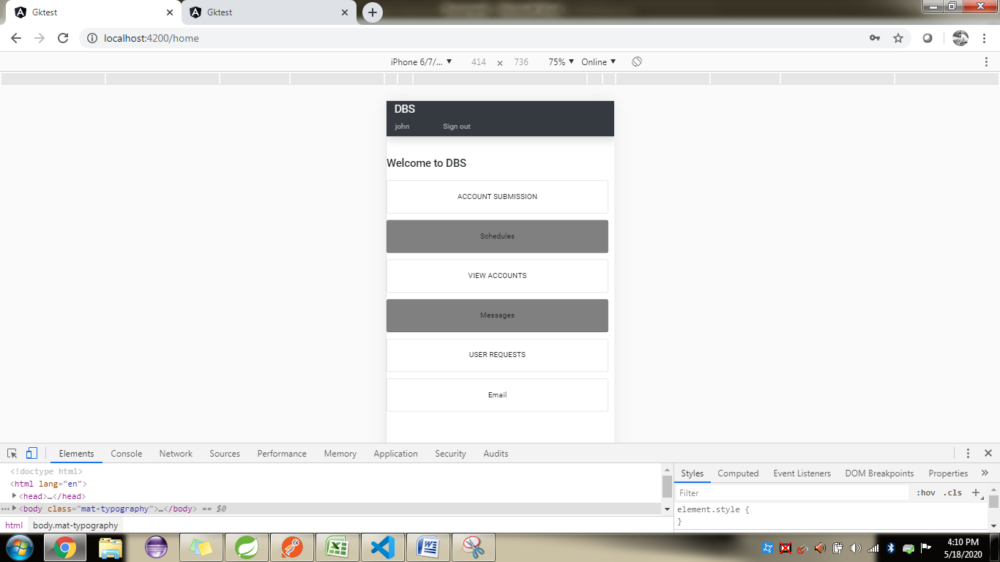 Gktest
Gktest
localhost:4200/home
iPhone 6/7/... ▼ 414 × 736 75% ▼ Online ▼
DBS
john Sign out
Welcome to DBS
ACCOUNT SUBMISSION
Schedules
VIEW ACCOUNTS
Messages
USER REQUESTS
Email
Elements Console Network Sources Performance Memory Application Security Audits
<!doctype html>
<html lang="en">
<head>…</head>
<body class="mat-typography">…</body> == $0
html body.mat-typography
Styles Computed Event Listeners DOM Breakpoints Properties »
Filter :hov .cls +
element.style {
}
4:10 PM
5/18/2020